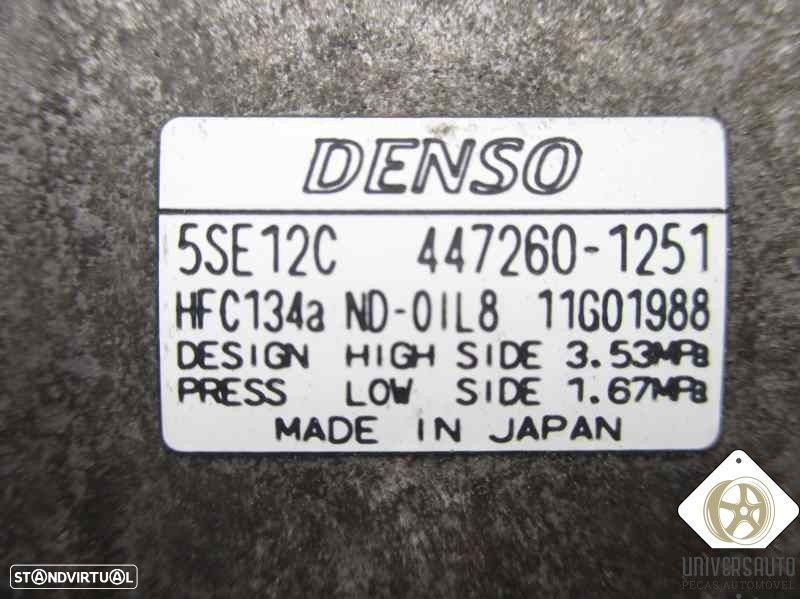 DENSO
5SE12C 447260-1251
HFC134a ND-OIL8 11G01988
DESIGN HIGH SIDE 3.53MPa
PRESS LOW SIDE 1.67MPa
MADE IN JAPAN
STANDVIRTUAL
UNIVERSAUTO
PEÇAS AUTOMÓVEL